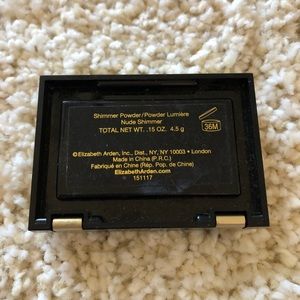 Shimmer Powder/Powder Lumière
Nude Shimmer
TOTAL NET WT. .15 OZ. 4.5 g
36M
©Elizabeth Arden, Inc., Dist., NY, NY 10003 • London
Made in China (P.R.C.)
Fabriqué en Chine (Rép. Pop. de Chine)
ElizabethArden.com
151117